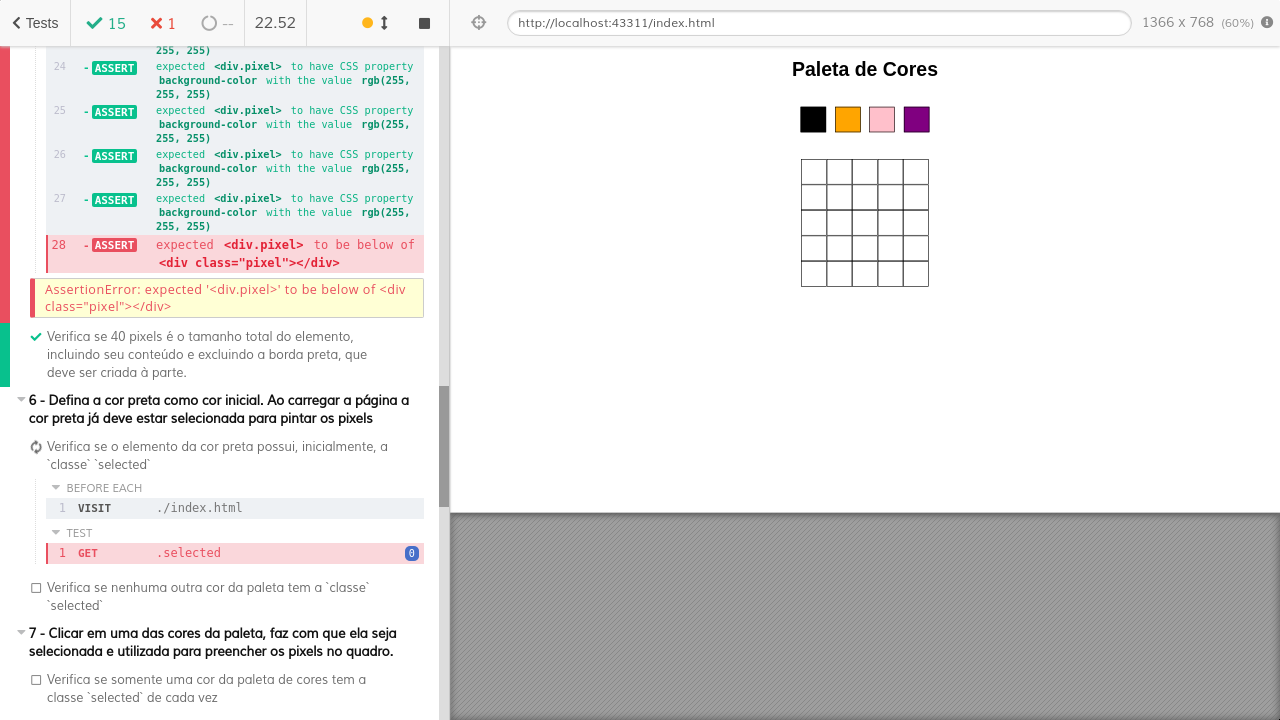 Tests 15 1 -- 22.52 http://localhost:43311/index.html 1366 x 768 (60%)
255, 255)
24 - ASSERT expected <div.pixel> to have CSS property
background-color with the value rgb(255,
255, 255)
25 - ASSERT expected <div.pixel> to have CSS property
background-color with the value rgb(255,
255, 255)
26 - ASSERT expected <div.pixel> to have CSS property
background-color with the value rgb(255,
255, 255)
27 - ASSERT expected <div.pixel> to have CSS property
background-color with the value rgb(255,
255, 255)
28 - ASSERT expected <div.pixel> to be below of
<div class="pixel"></div>
AssertionError: expected '<div.pixel>' to be below of <div
class="pixel"></div>
Verifica se 40 pixels é o tamanho total do elemento,
incluindo seu conteúdo e excluindo a borda preta, que
deve ser criada à parte.
6 - Defina a cor preta como cor inicial. Ao carregar a página a
cor preta já deve estar selecionada para pintar os pixels
Verifica se o elemento da cor preta possui, inicialmente, a
`classe` `selected`
BEFORE EACH
1 VISIT ./index.html
TEST
1 GET .selected 0
Verifica se nenhuma outra cor da paleta tem a `classe`
`selected`
7 - Clicar em uma das cores da paleta, faz com que ela seja
selecionada e utilizada para preencher os pixels no quadro.
Verifica se somente uma cor da paleta de cores tem a
classe `selected` de cada vez
Paleta de Cores